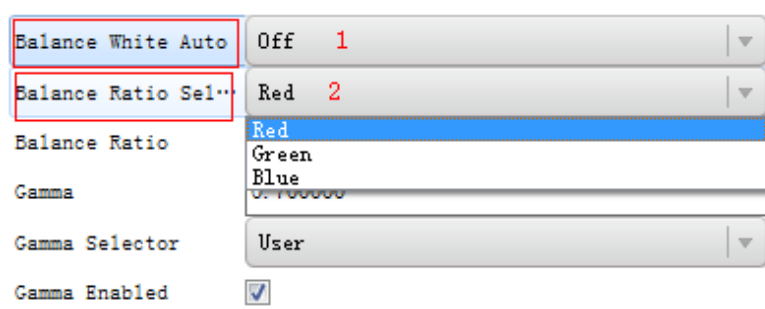 Balance White Auto Off 1
Balance Ratio Sel… Red 2
Balance Ratio Red
Green
Blue
Gamma
Gamma Selector User
Gamma Enabled